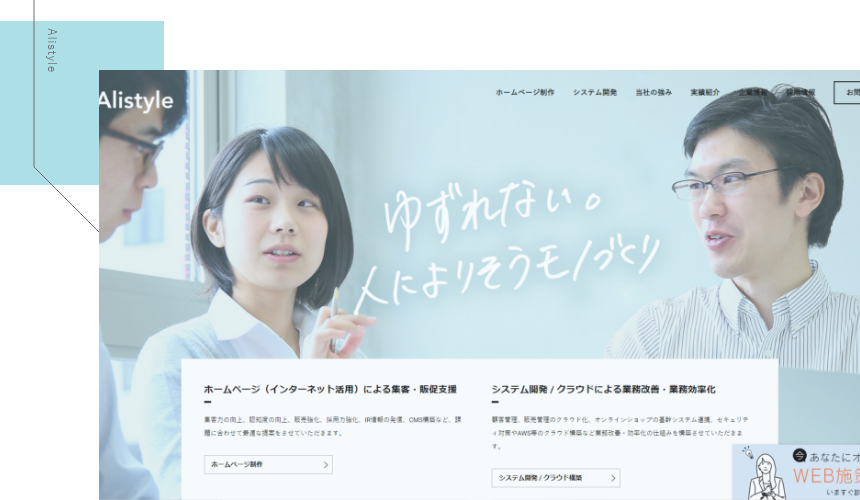 Alistyle
Alistyle
ホームページ制作 システム開発 当社の強み 実績紹介 企業情報 採用情報 お問
ゆずれない。
人によりそうモノづくり
ホームページ（インターネット活用）による集客・販促支援
集客力の向上、認知度の向上、販売強化、採用力強化、IR情報の発信、CMS構築など、課
題に合わせて最適な提案をさせていただきます。
ホームページ制作
システム開発 / クラウドによる業務改善・業務効率化
顧客管理、販売管理のクラウド化、オンラインショップの基幹システム連携、セキュリテ
ィ対策やAWS等のクラウド構築など業務改善・効率化の仕組みを構築させていただきま
す。
システム開発 / クラウド構築
今 あなたにオ
WEB施
いますぐ